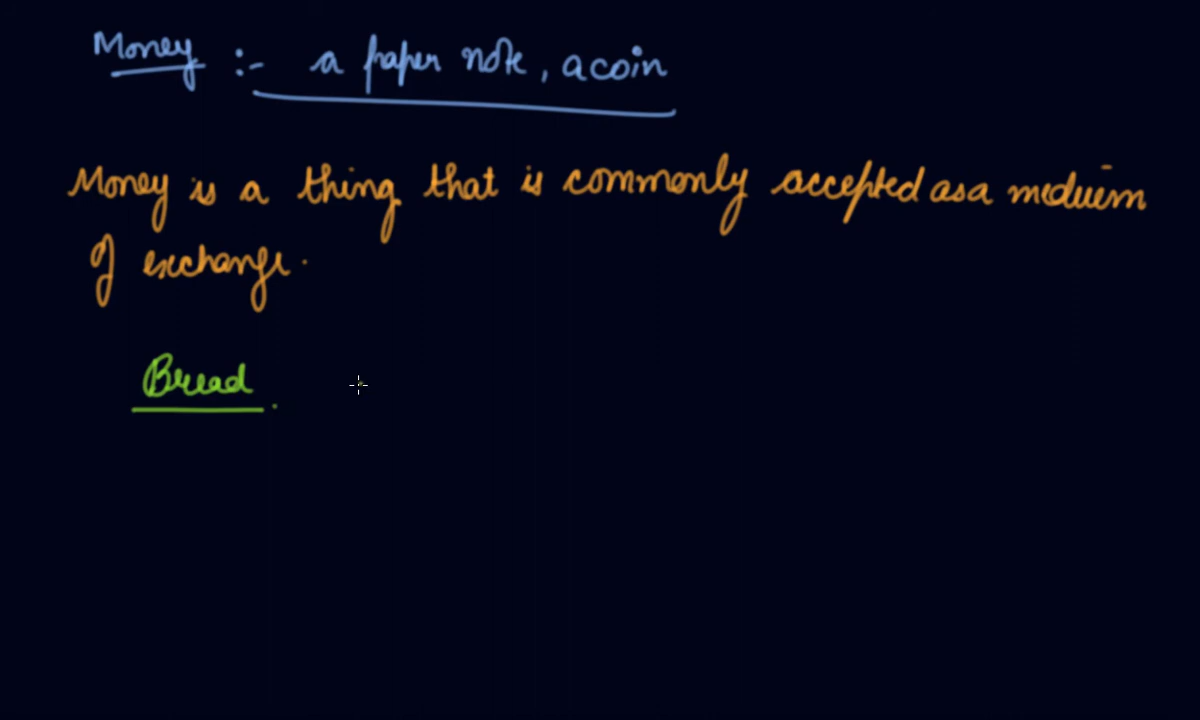 Money :- a paper note, a coin
Money is a thing that is commonly accepted as a medium
of exchange.
Bread.